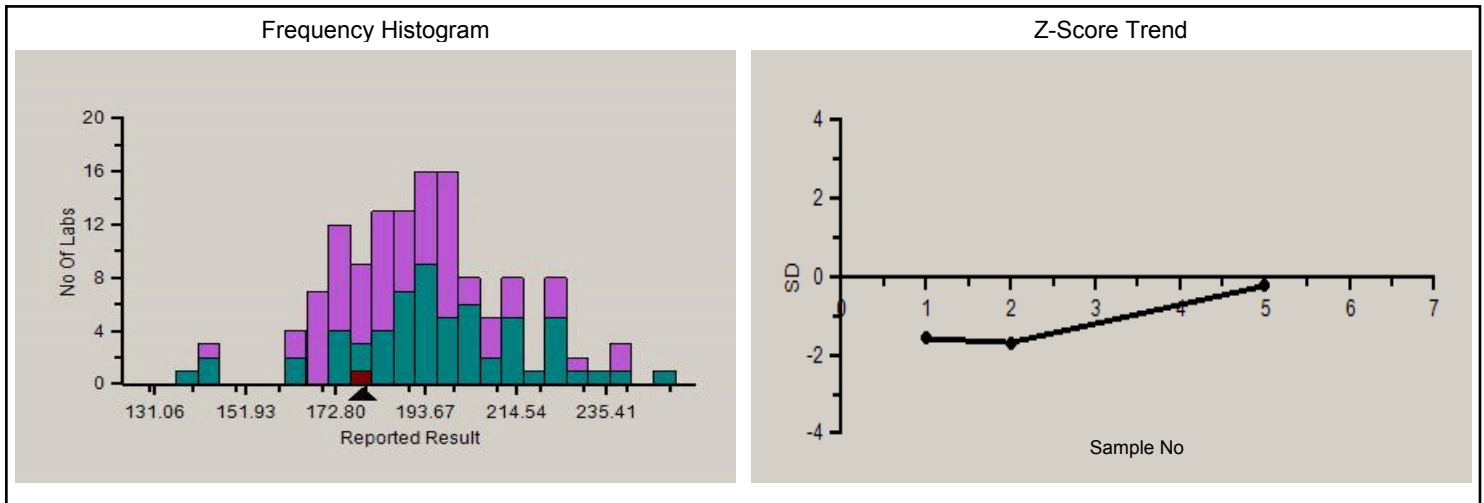 Frequency Histogram
20
16
12
8
4
0
No Of Labs
131.06 151.93 172.80 193.67 214.54 235.41
Reported Result
Z-Score Trend
4
2
0
-2
-4
SD
0 1 2 3 4 5 6 7
Sample No